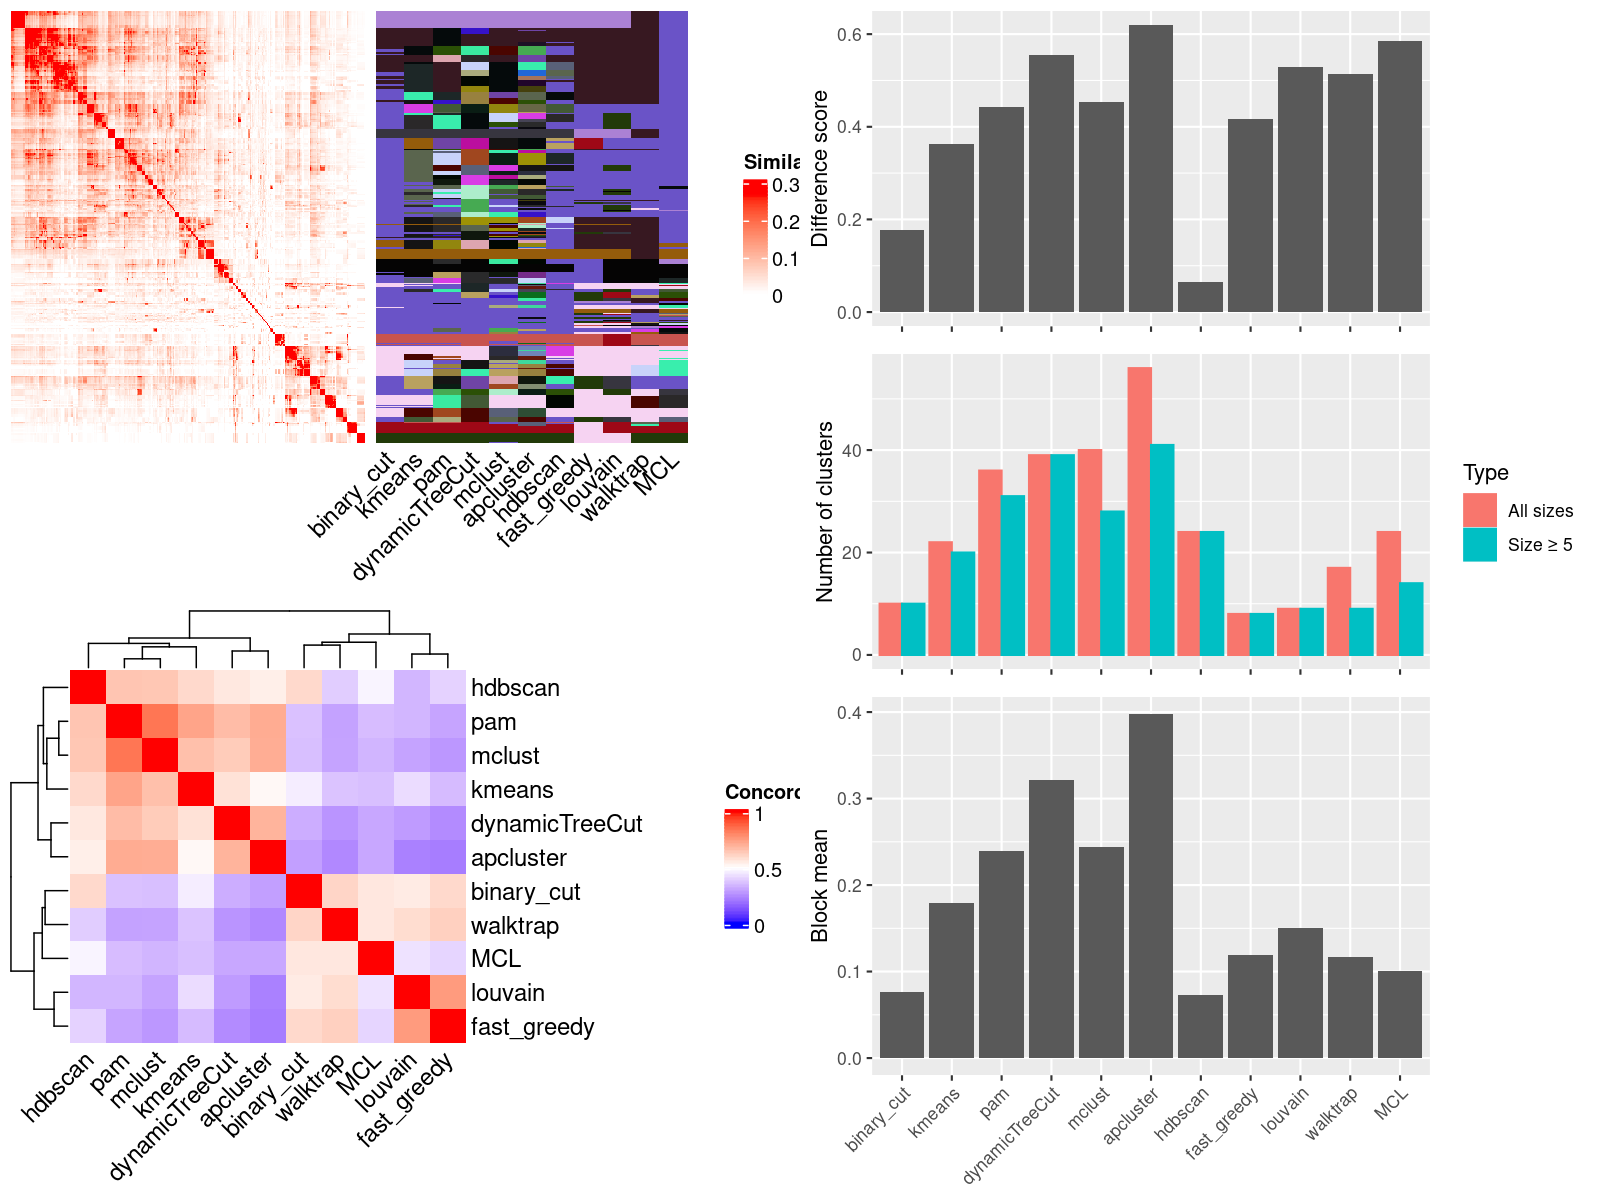 Simila
0.3
0.2
0.1
0
binary_cut
kmeans
pam
dynamicTreeCut
mclust
apcluster
hdbscan
fast_greedy
louvain
walktrap
MCL
hdbscan
pam
mclust
kmeans
dynamicTreeCut
apcluster
binary_cut
walktrap
MCL
louvain
fast_greedy
hdbscan
pam
mclust
kmeans
dynamicTreeCut
apcluster
binary_cut
walktrap
MCL
louvain
fast_greedy
Concord
1
0.5
0
Difference score
0.6
0.4
0.2
0.0
Number of clusters
40
20
0
Type
All sizes
Size ≥ 5
Block mean
0.4
0.3
0.2
0.1
0.0
binary_cut
kmeans
pam
dynamicTreeCut
mclust
apcluster
hdbscan
fast_greedy
louvain
walktrap
MCL